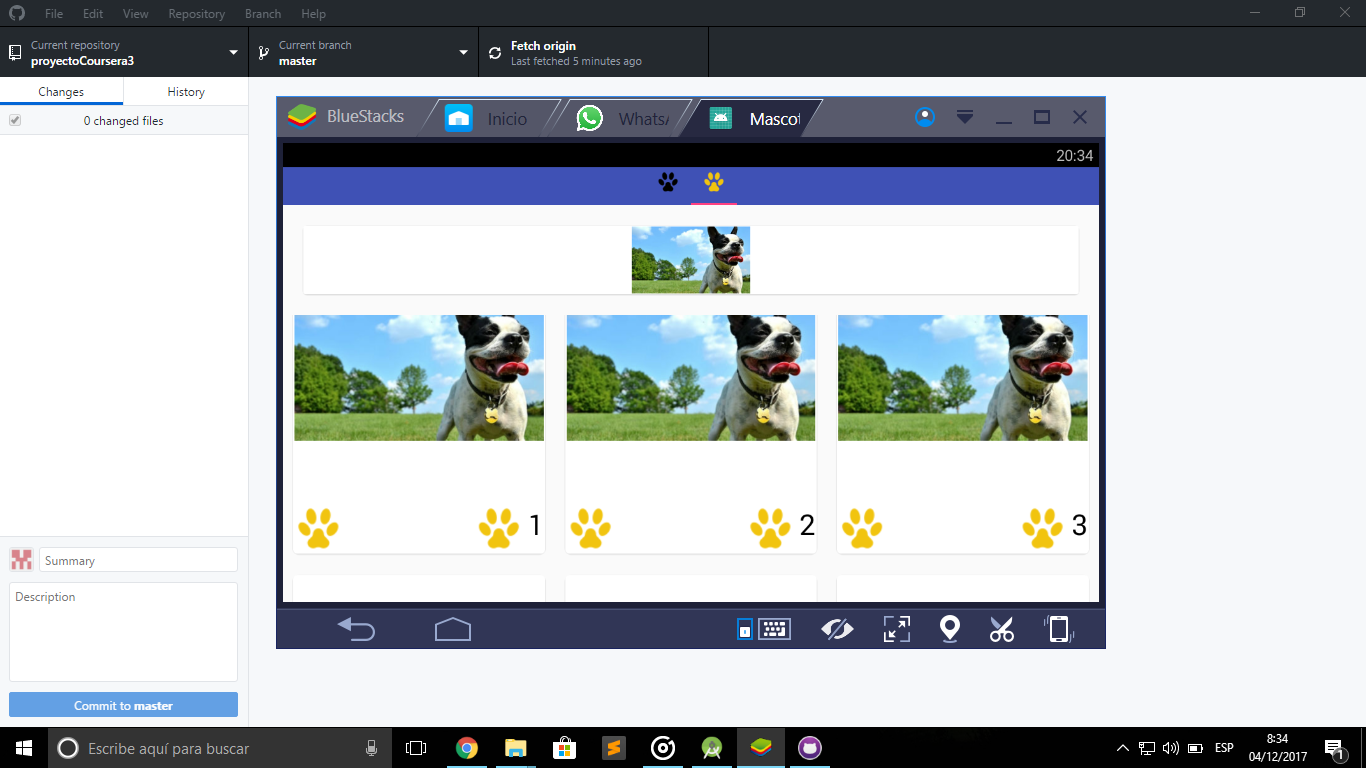 File Edit View Repository Branch Help
Current repository
proyectoCoursera3
Current branch
master
Fetch origin
Last fetched 5 minutes ago
Changes
History
0 changed files
BlueStacks
Inicio
WhatsA
Mascot
20:34
1
2
3
Summary
Description
Commit to master
Escribe aquí para buscar
ESP
8:34
04/12/2017
1